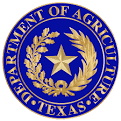 DEPARTMENT OF AGRICULTURE
TEXAS